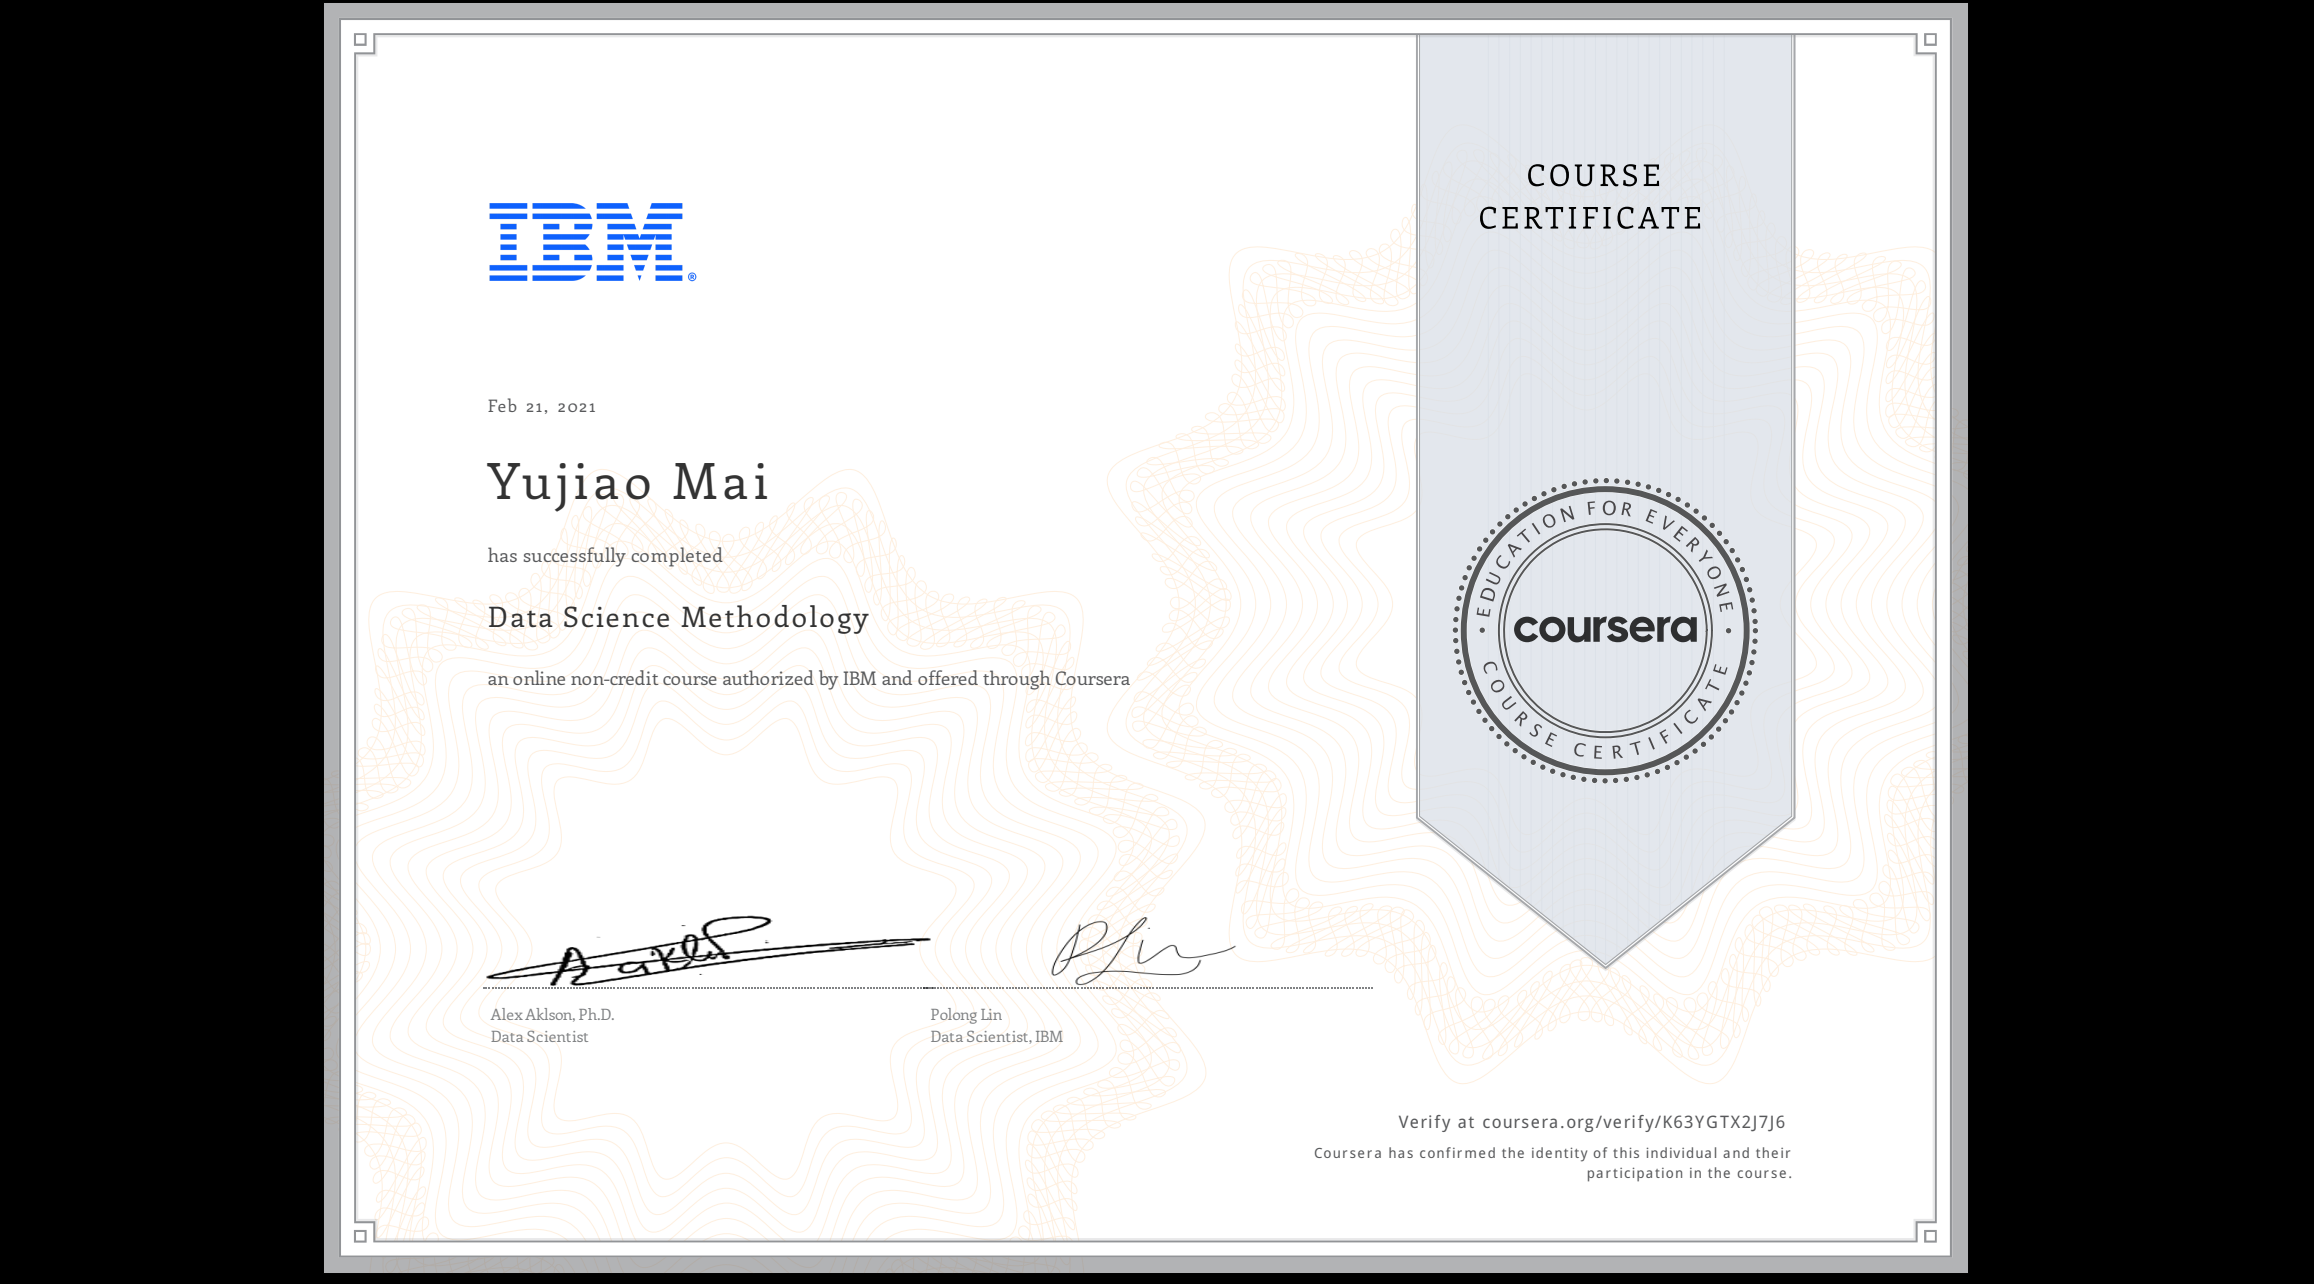 COURSE
CERTIFICATE
IBM®
Feb 21, 2021
Yujiao Mai
has successfully completed
Data Science Methodology
an online non-credit course authorized by IBM and offered through Coursera
EDUCATION FOR EVERYONE
coursera
COURSE CERTIFICATE
Alex Aklson, Ph.D.
Data Scientist
Polong Lin
Data Scientist, IBM
Verify at coursera.org/verify/K63YGTX2J7J6
Coursera has confirmed the identity of this individual and their
participation in the course.